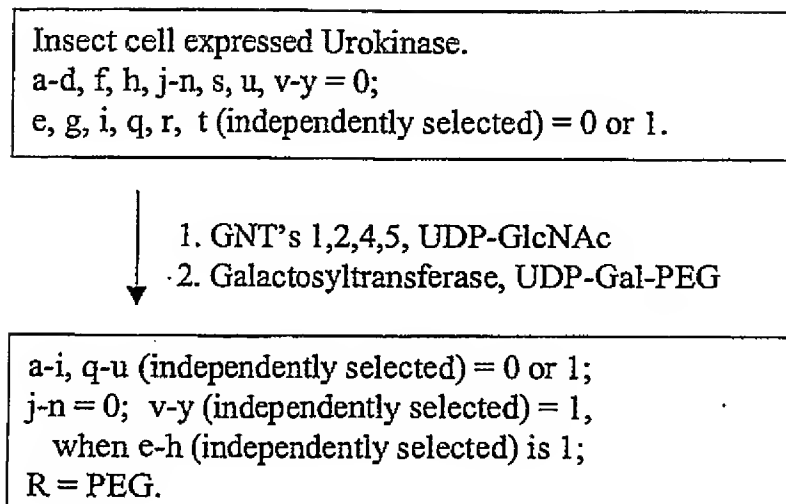 Insect cell expressed Urokinase.
a-d, f, h, j-n, s, u, v-y = 0;
e, g, i, q, r, t (independently selected) = 0 or 1.
1. GNT's 1,2,4,5, UDP-GlcNAc
2. Galactosyltransferase, UDP-Gal-PEG
a-i, q-u (independently selected) = 0 or 1;
j-n = 0; v-y (independently selected) = 1,
when e-h (independently selected) is 1;
R = PEG.